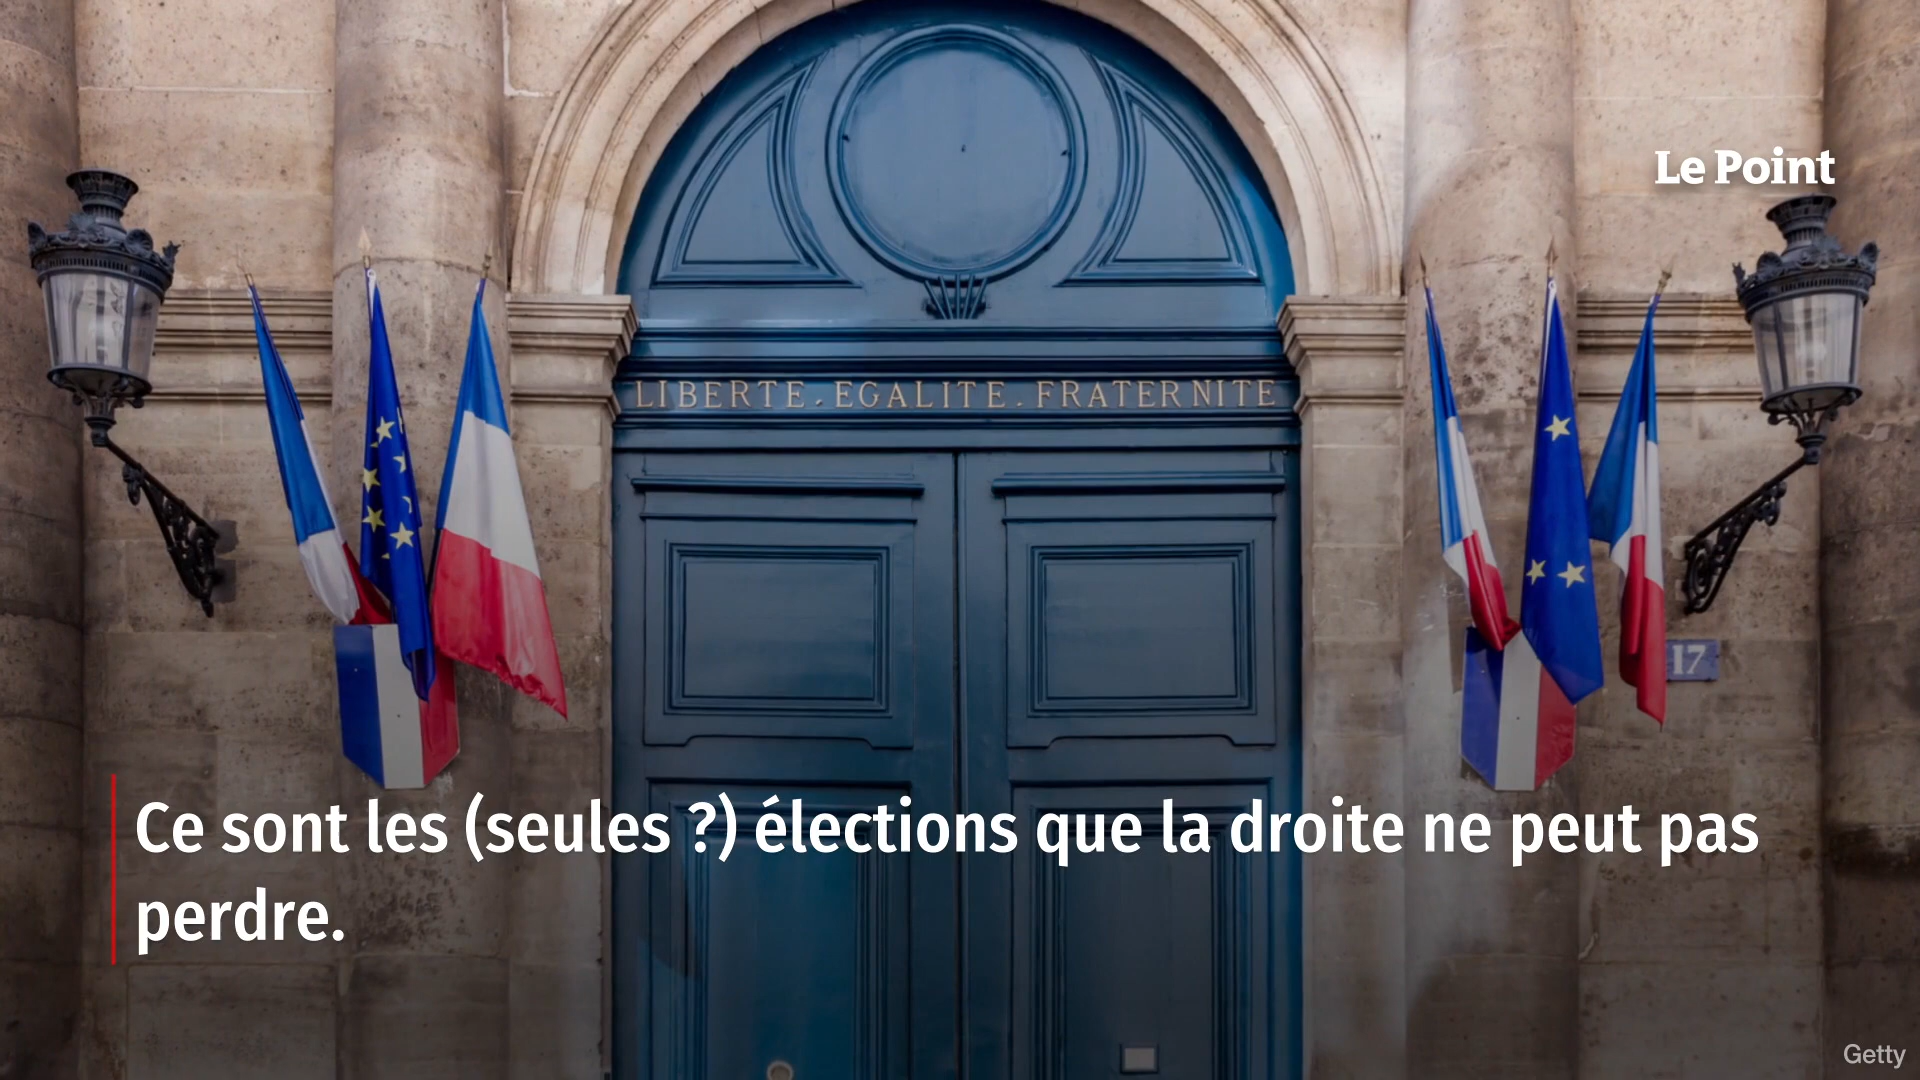 Le Point
LIBERTE.EGALITE.FRATERNITE
17
Ce sont les (seules ?) élections que la droite ne peut pas
perdre.
Getty